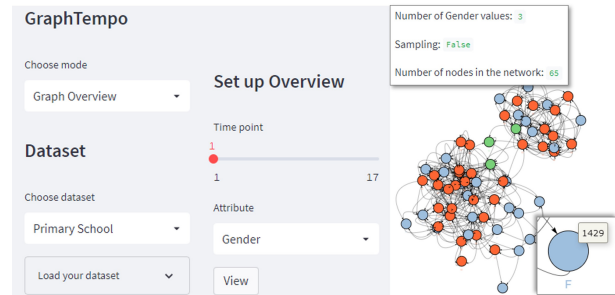 GraphTempo
Choose mode
Graph Overview
Dataset
Choose dataset
Primary School
Load your dataset
Set up Overview
Time point
1
1 17
Attribute
Gender
View
Number of Gender values: 3
Sampling: False
Number of nodes in the network: 65
1429
F